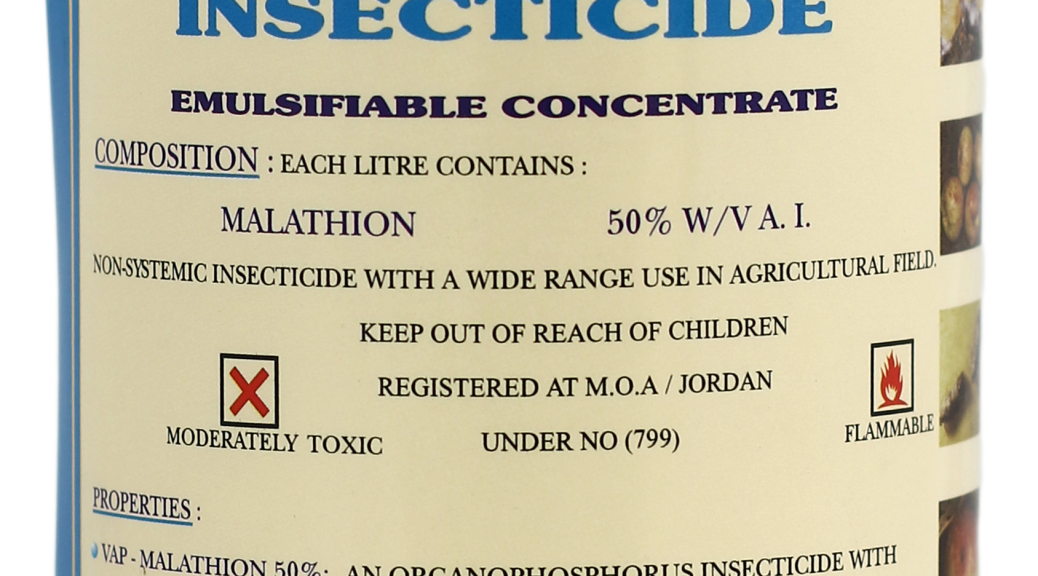 INSECTICIDE
EMULSIFIABLE CONCENTRATE
COMPOSITION : EACH LITRE CONTAINS :
MALATHION 50% W/V A. I.
NON-SYSTEMIC INSECTICIDE WITH A WIDE RANGE USE IN AGRICULTURAL FIELD.
KEEP OUT OF REACH OF CHILDREN
REGISTERED AT M.O.A / JORDAN
MODERATELY TOXIC UNDER NO (799) FLAMMABLE
PROPERTIES :
VAP - MALATHION 50%: AN ORGANOPHOSPHORUS INSECTICIDE WITH